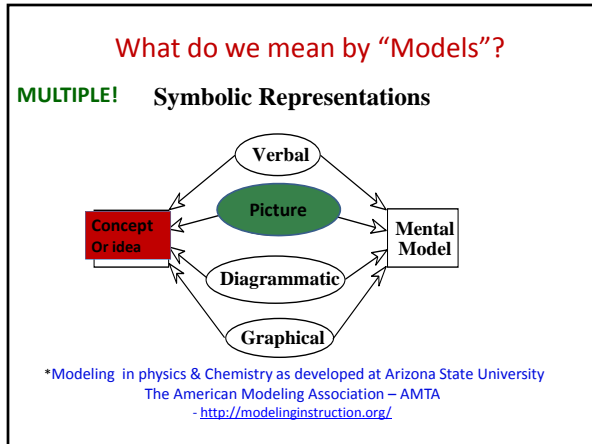 What do we mean by “Models”?
MULTIPLE! Symbolic Representations
Verbal
Picture
Concept
Or idea
Mental
Model
Diagrammatic
Graphical
*Modeling in physics & Chemistry as developed at Arizona State University
The American Modeling Association – AMTA
- http://modelinginstruction.org/